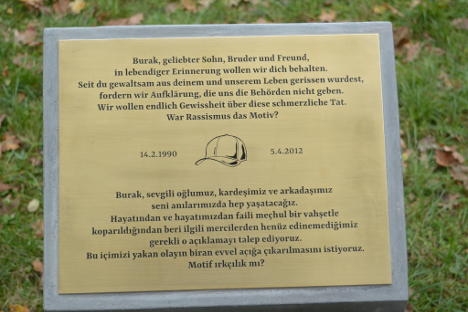 Burak, geliebter Sohn, Bruder und Freund,
in lebendiger Erinnerung wollen wir dich behalten.
Seit du gewaltsam aus deinem und unserem Leben gerissen wurdest,
fordern wir Aufklärung, die uns die Behörden nicht geben.
Wir wollen endlich Gewissheit über diese schmerzliche Tat.
War Rassismus das Motiv?
14.2.1990 5.4.2012
Burak, sevgili oğlumuz, kardeşimiz ve arkadaşımız
seni anılarımızda hep yaşatacağız.
Hayatından ve hayatımızdan faili meçhul bir vahşetle
koparıldığından beri ilgili mercilerden henüz edinemediğimiz
gerekli o açıklamayı talep ediyoruz.
Bu içimizi yakan olayın biran evvel açığa çıkarılmasını istiyoruz.
Motif ırkçılık mı?